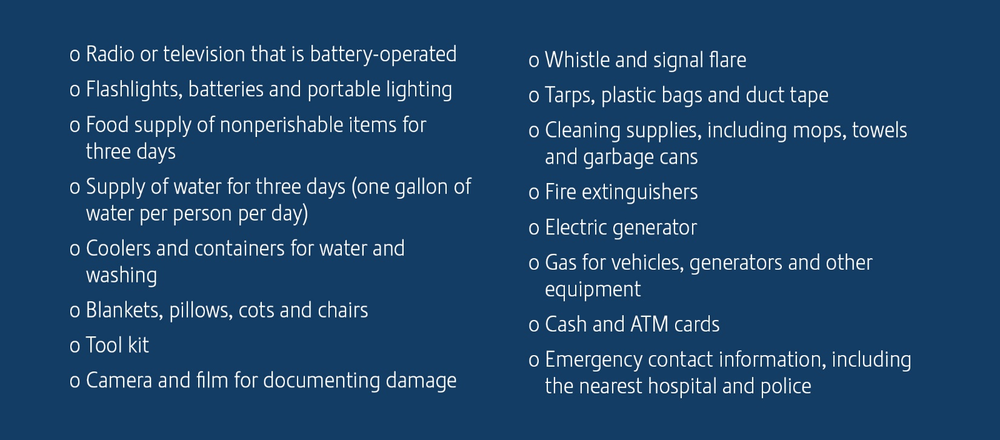 o Radio or television that is battery-operated
o Flashlights, batteries and portable lighting
o Food supply of nonperishable items for
three days
o Supply of water for three days (one gallon of
water per person per day)
o Coolers and containers for water and
washing
o Blankets, pillows, cots and chairs
o Tool kit
o Camera and film for documenting damage
o Whistle and signal flare
o Tarps, plastic bags and duct tape
o Cleaning supplies, including mops, towels
and garbage cans
o Fire extinguishers
o Electric generator
o Gas for vehicles, generators and other
equipment
o Cash and ATM cards
o Emergency contact information, including
the nearest hospital and police